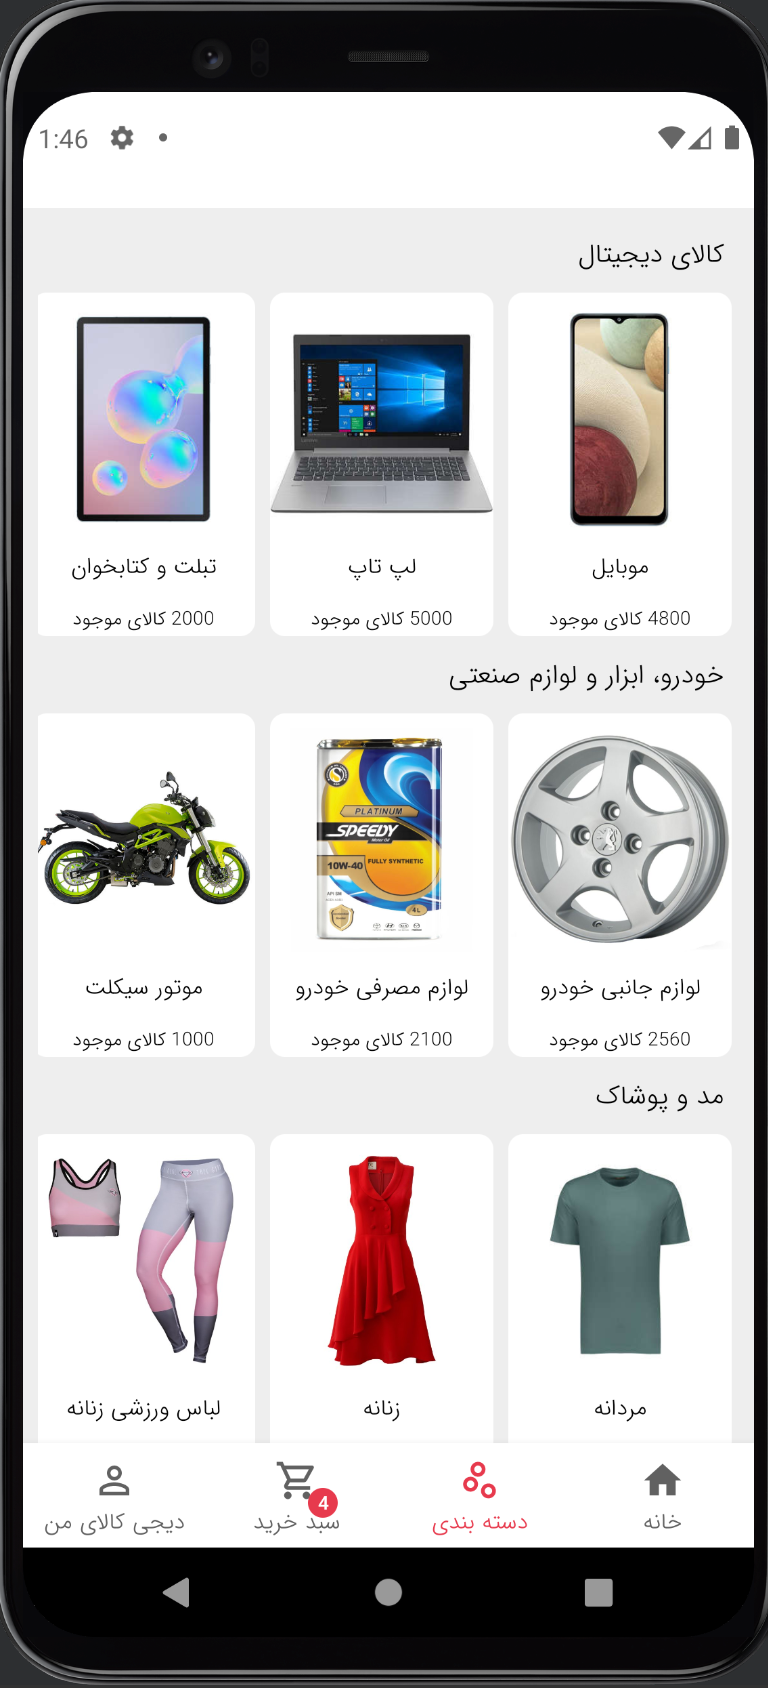 1:46
کالای دیجیتال
موبایل
4800 کالای موجود
لپ تاپ
5000 کالای موجود
تبلت و کتابخوان
2000 کالای موجود
خودرو، ابزار و لوازم صنعتی
PLATINUM
SPEEDY
Motor Oil
10W-40 FULLY SYNTHETIC
4L
لوازم جانبی خودرو
2560 کالای موجود
لوازم مصرفی خودرو
2100 کالای موجود
موتور سیکلت
1000 کالای موجود
مد و پوشاک
مردانه
زنانه
لباس ورزشی زنانه
خانه
دسته بندی
4
سبد خرید
دیجی کالای من